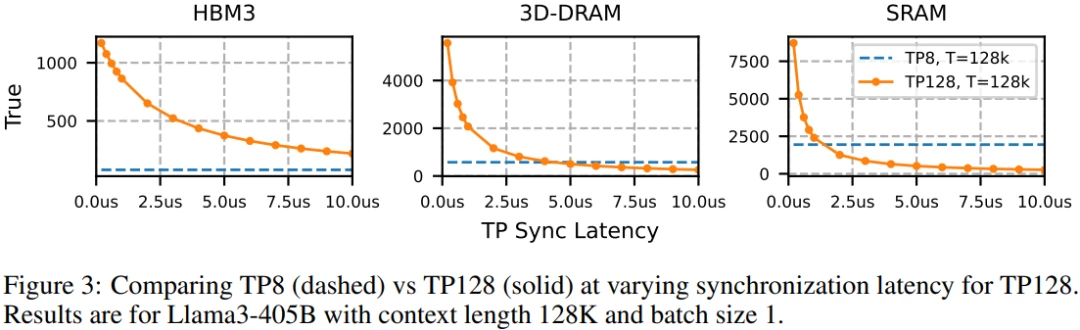 HBM3
3D-DRAM
SRAM
True
1000
500
0.0us 2.5us 5.0us 7.5us 10.0us
4000
2000
0
0.0us 2.5us 5.0us 7.5us 10.0us
7500
5000
2500
0
0.0us 2.5us 5.0us 7.5us 10.0us
TP8, T=128k
TP128, T=128k
TP Sync Latency
Figure 3: Comparing TP8 (dashed) vs TP128 (solid) at varying synchronization latency for TP128.
Results are for Llama3-405B with context length 128K and batch size 1.